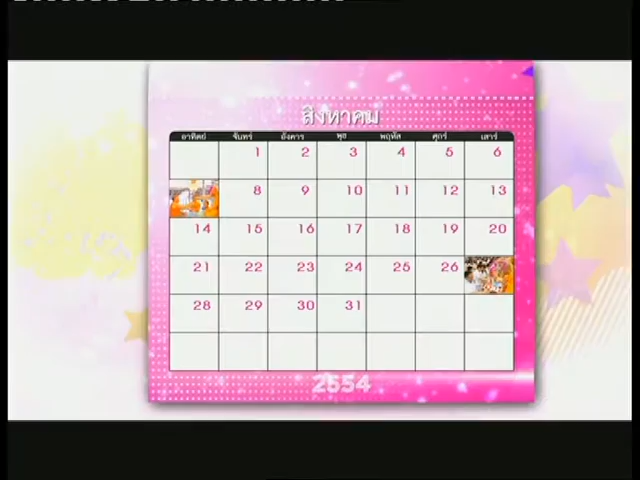 สิงหาคม
อาทิตย์ จันทร์ อังคาร พุธ พฤหัส ศุกร์ เสาร์
1 2 3 4 5 6
8 9 10 11 12 13
14 15 16 17 18 19 20
21 22 23 24 25 26
28 29 30 31
2554